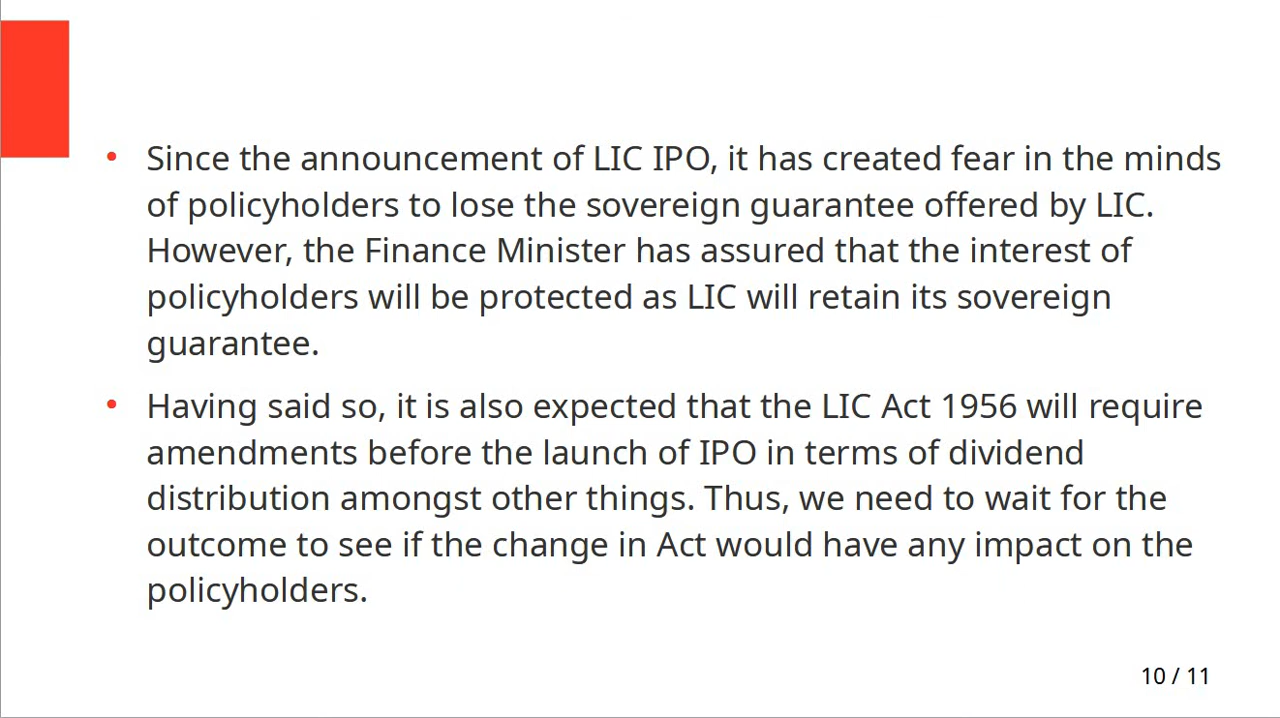 • Since the announcement of LIC IPO, it has created fear in the minds
of policyholders to lose the sovereign guarantee offered by LIC.
However, the Finance Minister has assured that the interest of
policyholders will be protected as LIC will retain its sovereign
guarantee.
• Having said so, it is also expected that the LIC Act 1956 will require
amendments before the launch of IPO in terms of dividend
distribution amongst other things. Thus, we need to wait for the
outcome to see if the change in Act would have any impact on the
policyholders.
10 / 11